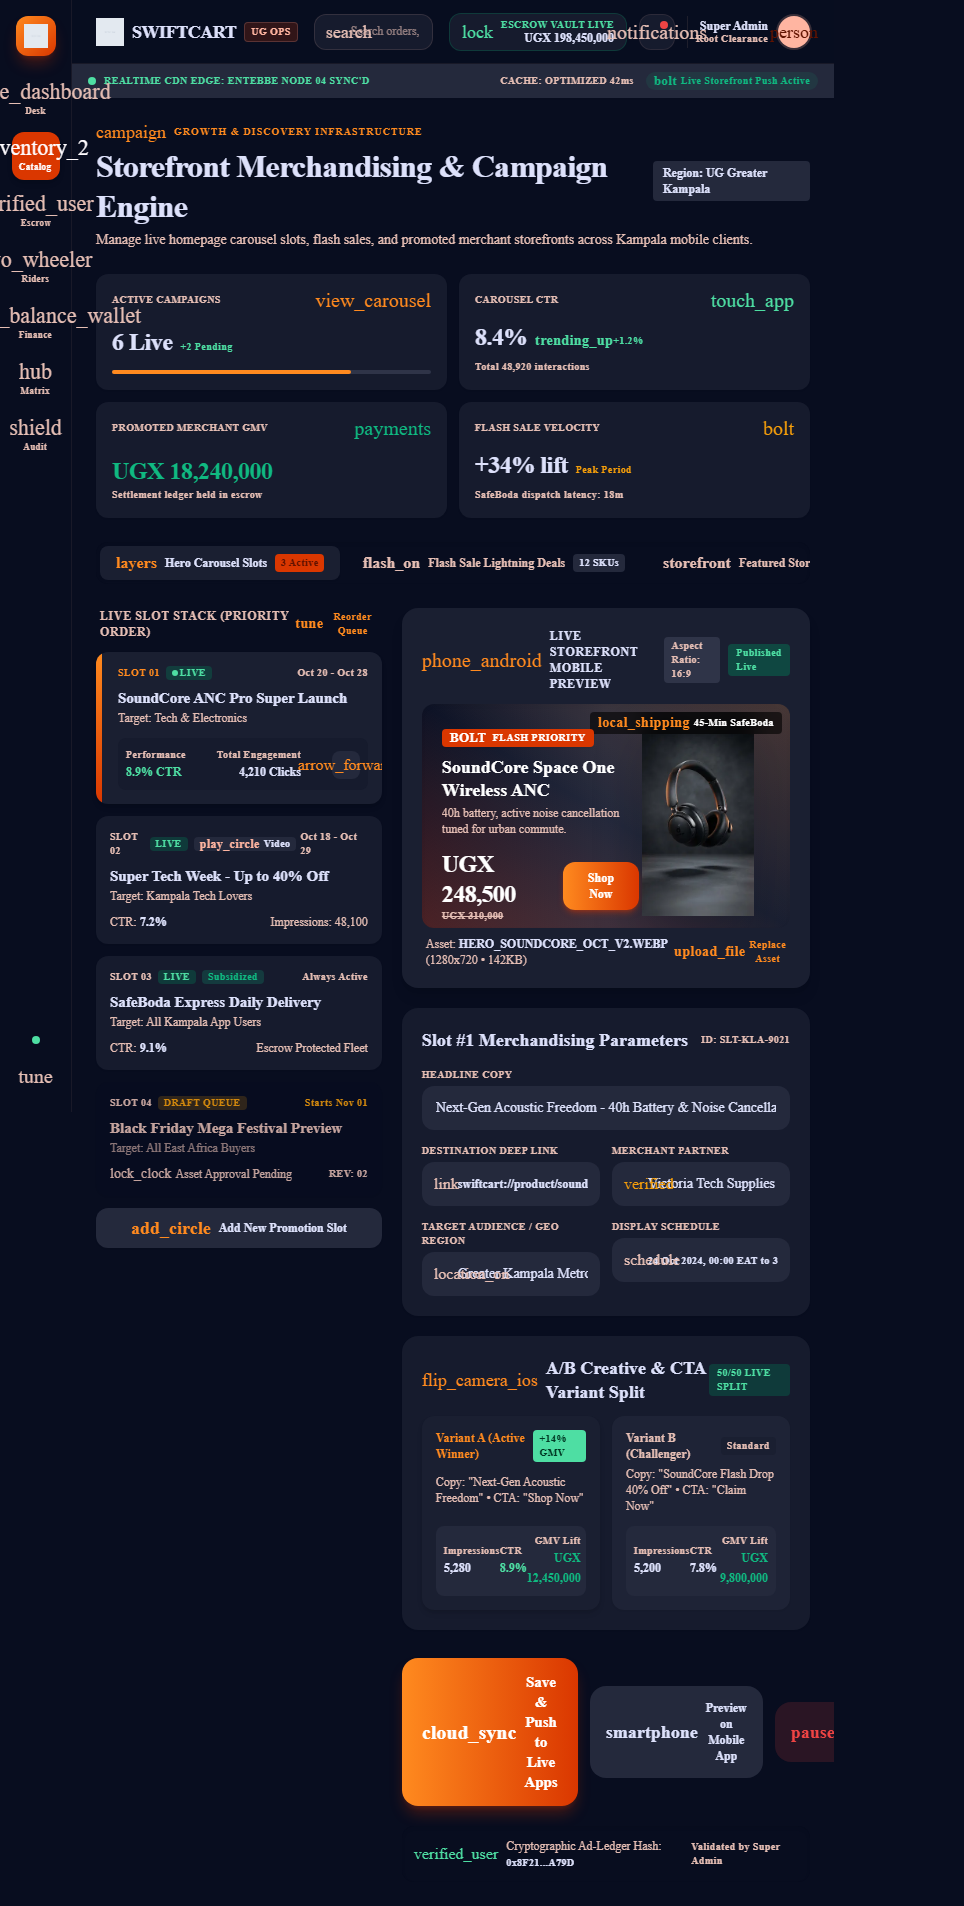 SWIFTCART
UG OPS
search
orders,
lock
ESCROW VAULT LIVE
UGX 198,450,000
notifications
Super Admin
Root Clearance
person
REALTIME CDN EDGE: ENTEBBE NODE 04 SYNC'D
CACHE: OPTIMIZED 42ms
bolt Live Storefront Push Active
e_dashboard
Desk
ventory_2
Catalog
rified_user
Escrow
o_wheeler
Riders
_balance_wallet
Finance
hub
Matrix
shield
Audit
tune
campaign GROWTH & DISCOVERY INFRASTRUCTURE
Storefront Merchandising & Campaign
Engine
Region: UG Greater
Kampala
Manage live homepage carousel slots, flash sales, and promoted merchant storefronts across Kampala mobile clients.
ACTIVE CAMPAIGNS
view_carousel
6 Live +2 Pending
CAROUSEL CTR
touch_app
8.4% trending_up+1.2%
Total 48,920 interactions
PROMOTED MERCHANT GMV
payments
UGX 18,240,000
Settlement ledger held in escrow
FLASH SALE VELOCITY
bolt
+34% lift Peak Period
SafeBoda dispatch latency: 18m
layers Hero Carousel Slots 3 Active
flash_on Flash Sale Lightning Deals 12 SKUs
storefront Featured Stor
LIVE SLOT STACK (PRIORITY
ORDER)
tune
Reorder
Queue
SLOT 01 LIVE
Oct 20 - Oct 28
SoundCore ANC Pro Super Launch
Target: Tech & Electronics
Performance
8.9% CTR
Total Engagement
4,210 Clicks
arrow_forwar
SLOT
02
LIVE
play_circle Video
Oct 18 - Oct
29
Super Tech Week - Up to 40% Off
Target: Kampala Tech Lovers
CTR: 7.2%
Impressions: 48,100
SLOT 03 LIVE Subsidized
Always Active
SafeBoda Express Daily Delivery
Target: All Kampala App Users
CTR: 9.1%
Escrow Protected Fleet
SLOT 04 DRAFT QUEUE
Starts Nov 01
Black Friday Mega Festival Preview
Target: All East Africa Buyers
lock_clock Asset Approval Pending
REV: 02
add_circle Add New Promotion Slot
phone_android
LIVE
STOREFRONT
MOBILE
PREVIEW
Aspect
Ratio:
16:9
Published
Live
local_shipping 45-Min SafeBoda
BOLT FLASH PRIORITY
SoundCore Space One
Wireless ANC
40h battery, active noise cancellation
tuned for urban commute.
UGX
248,500
UGX 310,000
Shop
Now
Asset: HERO_SOUNDCORE_OCT_V2.WEBP
(1280x720 • 142KB)
upload_file
Replace
Asset
Slot #1 Merchandising Parameters
ID: SLT-KLA-9021
HEADLINE COPY
Next-Gen Acoustic Freedom - 40h Battery & Noise Cancella
DESTINATION DEEP LINK
link
swiftcart://product/sound
MERCHANT PARTNER
verified
Victoria Tech Supplies
TARGET AUDIENCE / GEO
REGION
location_on
Greater Kampala Metro
DISPLAY SCHEDULE
schedule
Oct 2024, 00:00 EAT to 3
flip_camera_ios
A/B Creative & CTA
Variant Split
50/50 LIVE
SPLIT
Variant A (Active
Winner)
+14%
GMV
Copy: "Next-Gen Acoustic
Freedom" • CTA: "Shop Now"
Impressions
5,280
CTR
8.9%
GMV Lift
UGX
12,450,000
Variant B
(Challenger)
Standard
Copy: "SoundCore Flash Drop
40% Off" • CTA: "Claim
Now"
Impressions
5,200
CTR
7.8%
GMV Lift
UGX
9,800,000
cloud_sync
Save
&
Push
to
Live
Apps
smartphone
Preview
on
Mobile
App
pause
verified_user
Cryptographic Ad-Ledger Hash:
0x8F21...A79D
Validated by Super
Admin